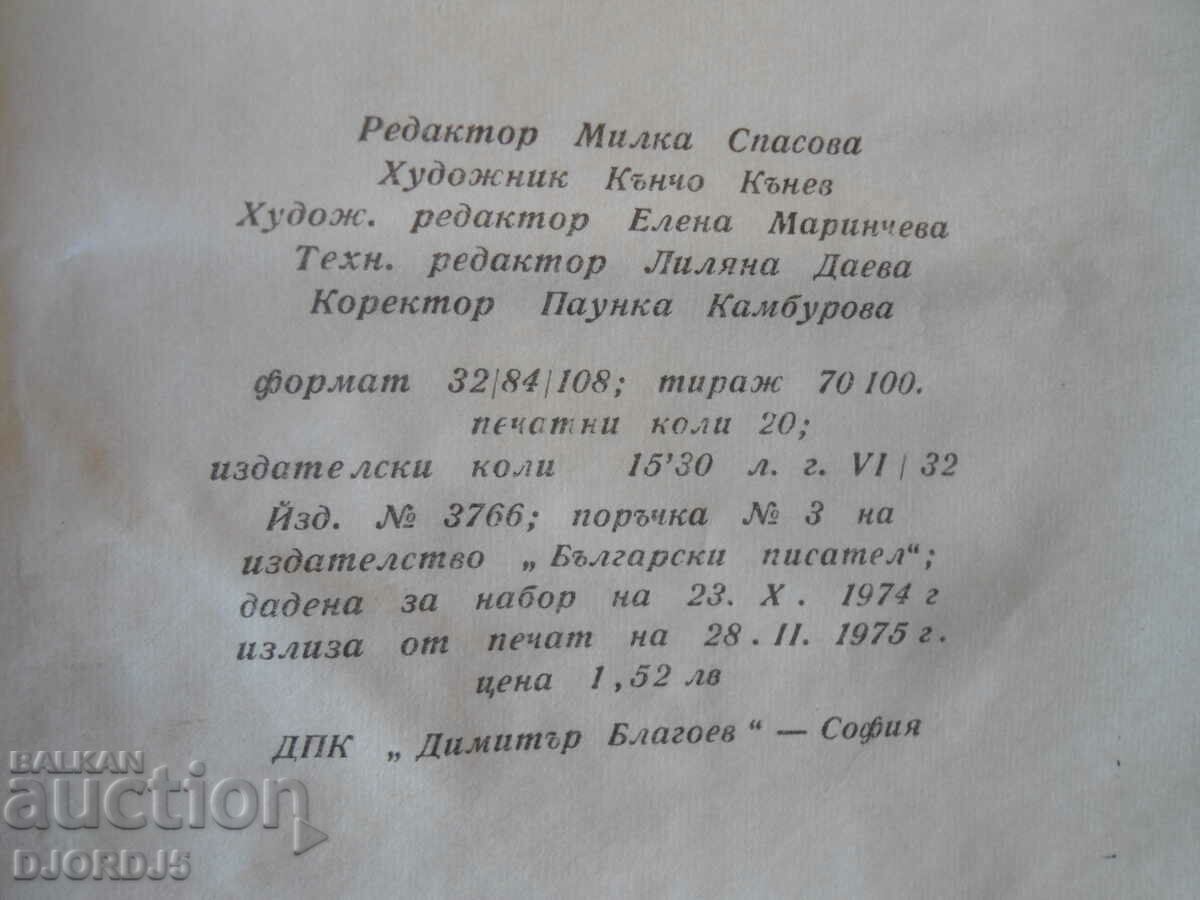 Редактор Милка Спасова
Художник Кънчо Кънев
Худож. редактор Елена Маринчева
Техн. редактор Лиляна Даева
Коректор Паунка Камбурова
формат 32/84/108; тираж 70 100.
печатни коли 20;
издателски коли 15'30 л. г. VI / 32
Йзд. № 3766; поръчка № 3 на
издателство „Български писател“;
дадена за набор на 23. X. 1974 г
излиза от печат на 28. II. 1975 г.
цена 1,52 лв
ДПК „Димитър Благоев“ — София
BALKAN
auction
DJORDJ5